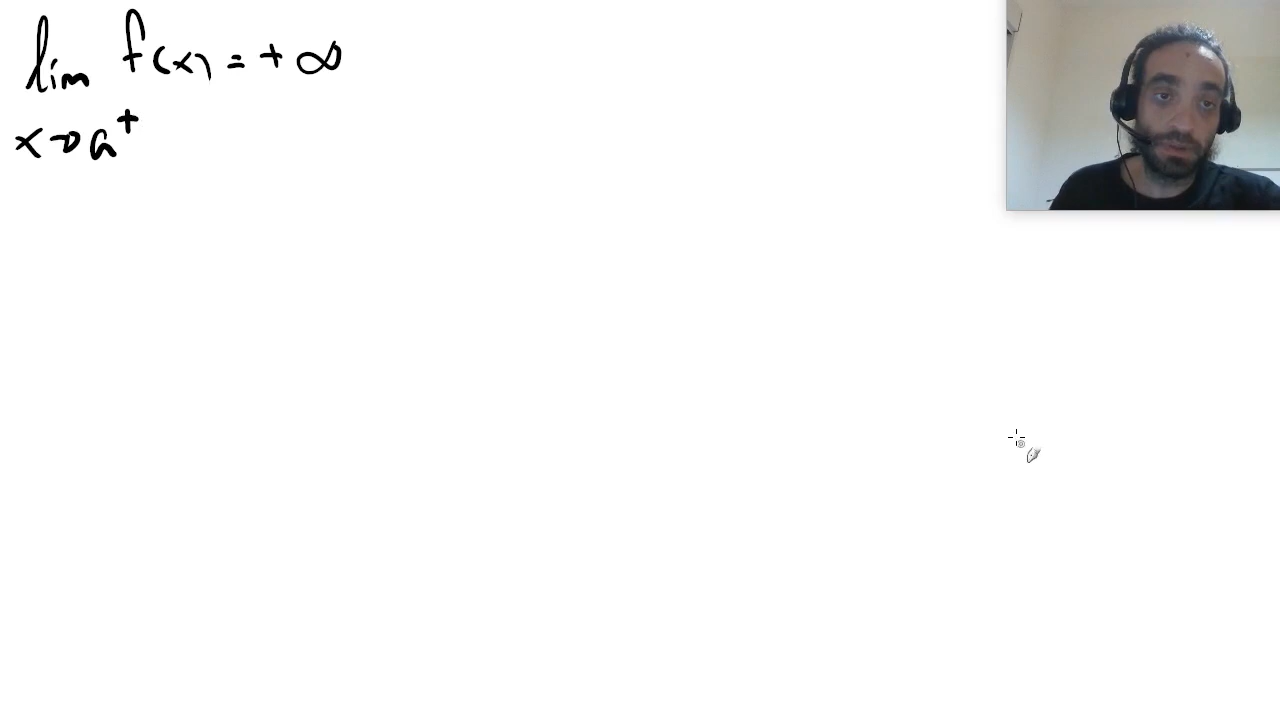 lim f(x) = + ∞
x→a⁺